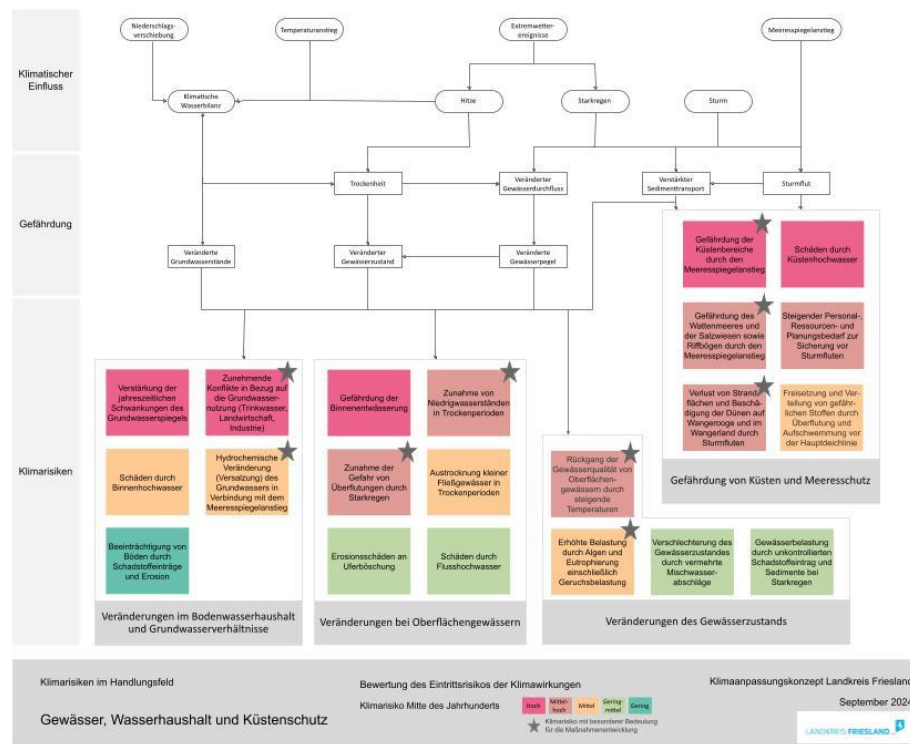 Niederschlags-
verschiebung
Temperaturanstieg
Extremwetter-
ereignisse
Meeresspiegelanstieg
Klimatischer
Einfluss
Klimatische
Wasserbilanz
Hitze
Starkregen
Sturm
Gefährdung
Trockenheit
Veränderter
Gewässerdurchfluss
Verstärkter
Sedimenttransport
Sturmflut
Veränderte
Grundwasserstände
Veränderter
Gewässerzustand
Veränderte
Gewässerpegel
Klimarisiken
Gefährdung der
Küstenbereiche
durch den
Meeresspiegelanstieg
Schäden durch
Küstenhochwasser
Gefährdung des
Wattenmeeres und
der Salzwiesen sowie
Riffbögen durch den
Meeresspiegelanstieg
Steigender Personal-,
Ressourcen- und
Planungsbedarf zur
Sicherung vor
Sturmfluten
Verlust von Strand-
flächen und Beschä-
digung der Dünen auf
Wangerooge und im
Wangerland durch
Sturmfluten
Freisetzung und Ver-
teilung von gefähr-
lichen Stoffen durch
Überflutung und
Aufschwemmung vor
der Hauptdeichlinie
Gefährdung von Küsten und Meeresschutz
Verstärkung der
jahreszeitlichen
Schwankungen des
Grundwasserspiegels
Zunehmende
Konflikte in Bezug auf
die Grundwasser-
nutzung (Trinkwasser,
Landwirtschaft,
Industrie)
Schäden durch
Binnenhochwasser
Hydrochemische
Veränderung
(Versalzung) des
Grundwassers in
Verbindung mit dem
Meeresspiegelanstieg
Beeinträchtigung von
Böden durch
Schadstoffeinträge
und Erosion
Veränderungen im Bodenwasserhaushalt
und Grundwasserverhältnisse
Gefährdung der
Binnenentwässerung
Zunahme von
Niedrigwasserständen
in Trockenperioden
Zunahme der
Gefahr von
Überflutungen durch
Starkregen
Austrocknung kleiner
Fließgewässer in
Trockenperioden
Erosionsschäden an
Uferböschung
Schäden durch
Flusshochwasser
Veränderungen bei Oberflächengewässern
Rückgang der
Gewässerqualität von
Oberflächen-
gewässern durch
steigende
Temperaturen
Erhöhte Belastung
durch Algen und
Eutrophierung
einschließlich
Geruchsbelastung
Verschlechterung des
Gewässerzustandes
durch vermehrte
Mischwasser-
abschläge
Gewässerbelastung
durch unkontrollierten
Schadstoffeintrag und
Sedimente bei
Starkregen
Veränderungen des Gewässerzustands
Klimarisiken im Handlungsfeld
Gewässer, Wasserhaushalt und Küstenschutz
Bewertung des Eintrittsrisikos der Klimawirkungen
Klimarisiko Mitte des Jahrhunderts
Hoch
Mittel-
hoch
Mittel
Gering-
mittel
Gering
Klimarisiko mit besonderer Bedeutung
für die Maßnahmenentwicklung
Klimaanpassungskonzept Landkreis Friesland
September 2024
LANDKREIS FRIESLAND